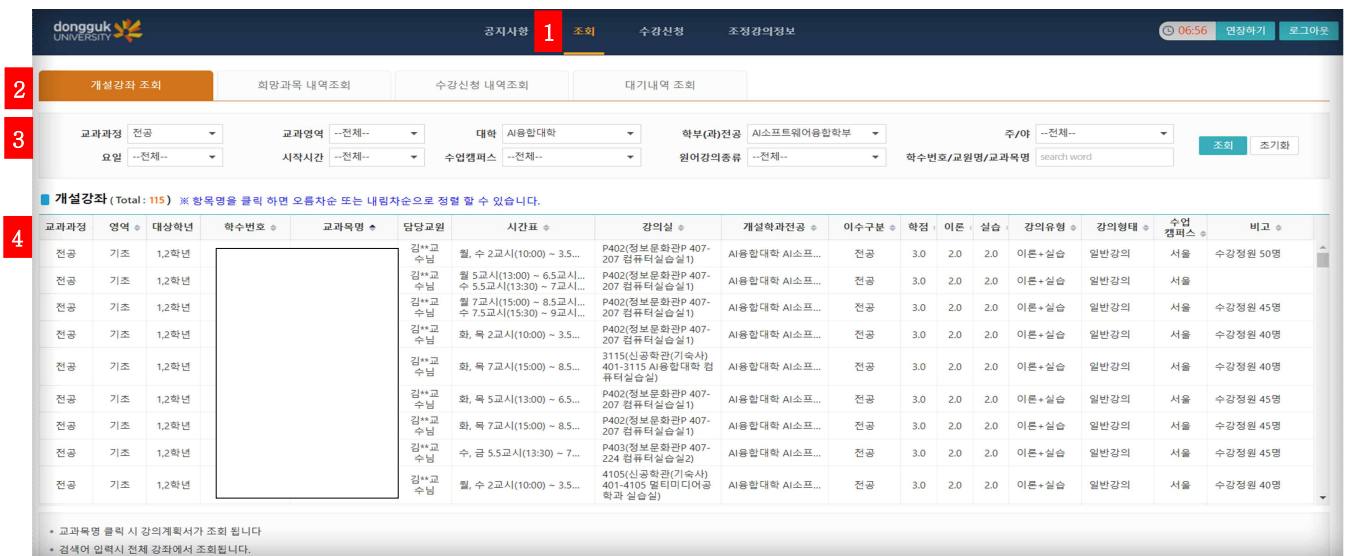 dongguk
UNIVERSITY
공지사항 1 조회 수강신청 조정강의정보 06:56 연장하기 로그아웃
2 개설강좌 조회 희망과목 내역조회 수강신청 내역조회 대기내역 조회
3 교과과정 전공 교과영역 --전체-- 대학 AI융합대학 학부(과)전공 AI소프트웨어융합학부 주/야 --전체--
요일 --전체-- 시작시간 --전체-- 수업캠퍼스 --전체-- 원어강의종류 --전체-- 학수번호/교원명/교과목명 search word 조회 초기화
개설강좌 (Total : 115) ※ 항목명을 클릭 하면 오름차순 또는 내림차순으로 정렬 할 수 있습니다.
4 교과과정 영역 대상학년 학수번호 교과목명 담당교원 시간표 강의실 개설학과전공 이수구분 학점 이론 실습 강의유형 강의형태 수업 캠퍼스 비고
전공 기초 1,2학년 김**교 수님 월, 수 2교시(10:00) ~ 3.5... P402(정보문화관P 407-207 컴퓨터실습실1) AI융합대학 AI소프... 전공 3.0 2.0 2.0 이론+실습 일반강의 서울 수강정원 50명
전공 기초 1,2학년 김**교 수님 월 5교시(13:00) ~ 6.5교시... 수 5.5교시(13:30) ~ 7교시... P402(정보문화관P 407-207 컴퓨터실습실1) AI융합대학 AI소프... 전공 3.0 2.0 2.0 이론+실습 일반강의 서울
전공 기초 1,2학년 김**교 수님 월 7교시(15:00) ~ 8.5교시... 수 7.5교시(15:30) ~ 9교시... P402(정보문화관P 407-207 컴퓨터실습실1) AI융합대학 AI소프... 전공 3.0 2.0 2.0 이론+실습 일반강의 서울 수강정원 45명
전공 기초 1,2학년 김**교 수님 화, 목 2교시(10:00) ~ 3.5... P402(정보문화관P 407-207 컴퓨터실습실1) AI융합대학 AI소프... 전공 3.0 2.0 2.0 이론+실습 일반강의 서울 수강정원 40명
전공 기초 1,2학년 김**교 수님 화, 목 7교시(15:00) ~ 8.5... 3115(신공학관(기숙사) 401-3115 AI융합대학 컴퓨터실습실) AI융합대학 AI소프... 전공 3.0 2.0 2.0 이론+실습 일반강의 서울 수강정원 40명
전공 기초 1,2학년 김**교 수님 화, 목 5교시(13:00) ~ 6.5... P402(정보문화관P 407-207 컴퓨터실습실1) AI융합대학 AI소프... 전공 3.0 2.0 2.0 이론+실습 일반강의 서울 수강정원 45명
전공 기초 1,2학년 김**교 수님 화, 목 7교시(15:00) ~ 8.5... P402(정보문화관P 407-207 컴퓨터실습실1) AI융합대학 AI소프... 전공 3.0 2.0 2.0 이론+실습 일반강의 서울 수강정원 45명
전공 기초 1,2학년 김**교 수님 수, 금 5.5교시(13:30) ~ 7... P403(정보문화관P 407-224 컴퓨터실습실2) AI융합대학 AI소프... 전공 3.0 2.0 2.0 이론+실습 일반강의 서울 수강정원 45명
전공 기초 1,2학년 김**교 수님 월, 수 2교시(10:00) ~ 3.5... 4105(신공학관(기숙사) 401-4105 멀티미디어공학과 실습실) AI융합대학 AI소프... 전공 3.0 2.0 2.0 이론+실습 일반강의 서울 수강정원 40명
• 교과목명 클릭 시 강의계획서가 조회 됩니다
• 검색어 입력시 전체 강좌에서 조회됩니다.